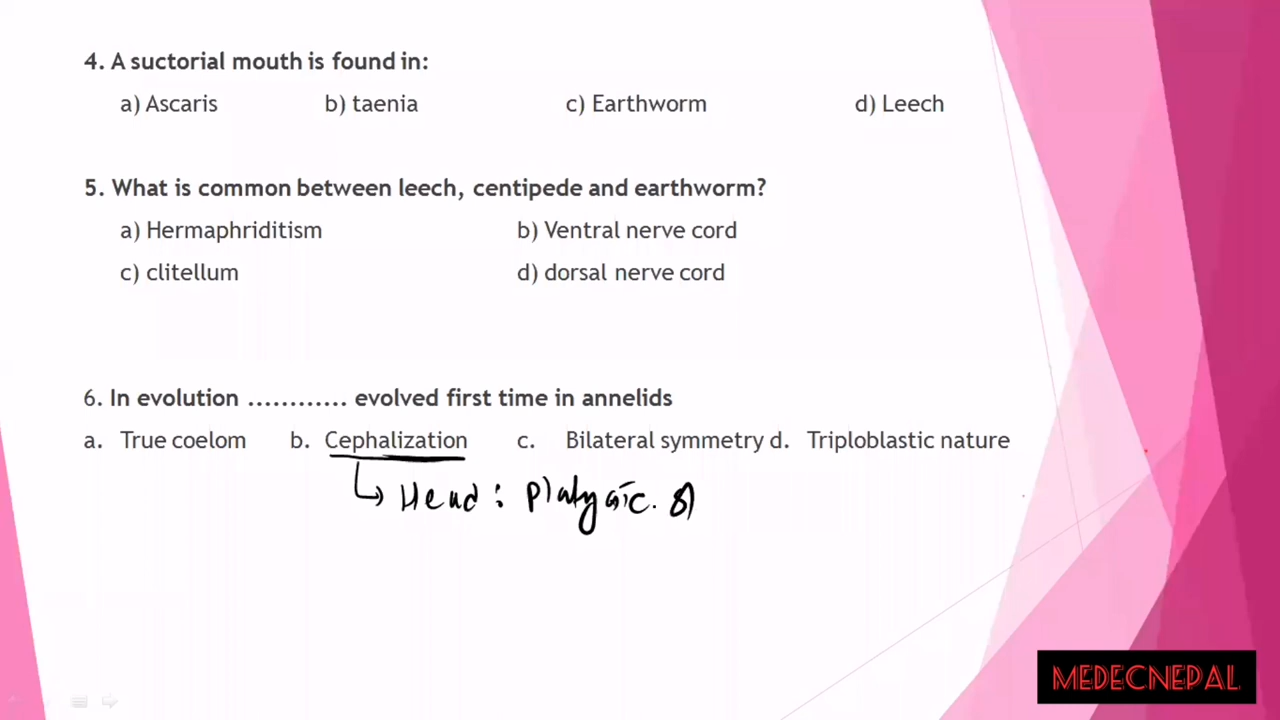 4. A suctorial mouth is found in:
a) Ascaris b) taenia c) Earthworm d) Leech
5. What is common between leech, centipede and earthworm?
a) Hermaphriditism b) Ventral nerve cord
c) clitellum d) dorsal nerve cord
6. In evolution ............ evolved first time in annelids
a. True coelom b. Cephalization c. Bilateral symmetry d. Triploblastic nature
Head :
MEDECNEPAL